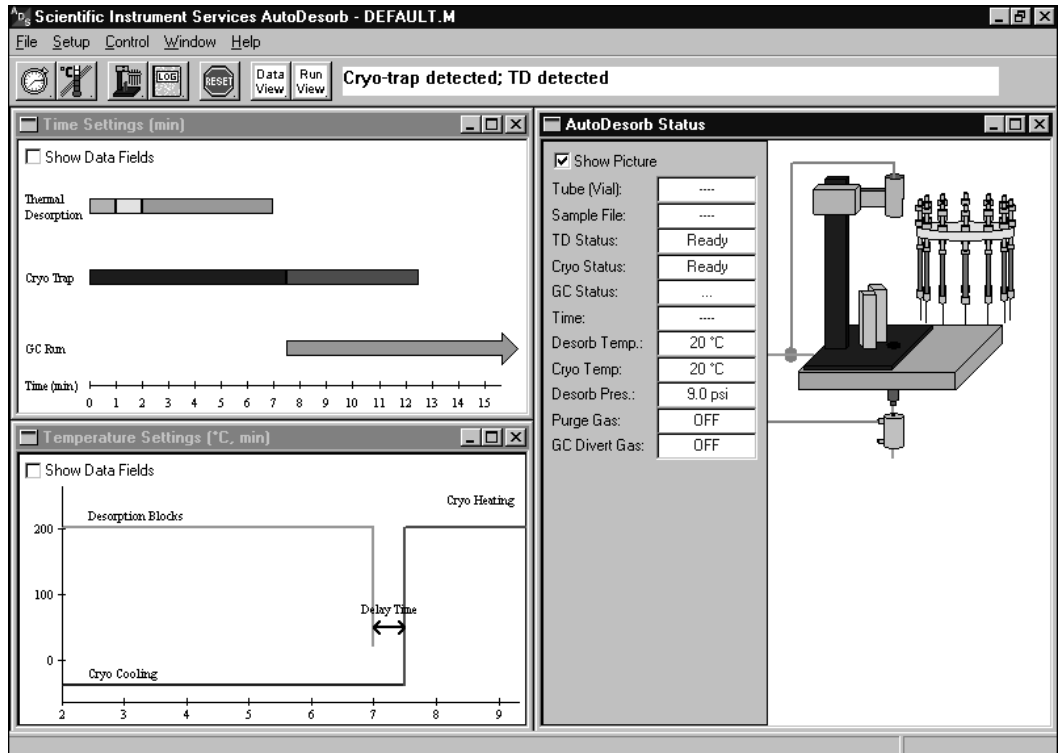 ADS Scientific Instrument Services AutoDesorb - DEFAULT.M
File Setup Control Window Help
°C LOG RESET Data View Run View Cryo-trap detected; TD detected
Time Settings (min)
Show Data Fields
Thermal
Desorption
Cryo Trap
GC Run
Time (min)
0 1 2 3 4 5 6 7 8 9 10 11 12 13 14 15
Temperature Settings (°C, min)
Show Data Fields
Cryo Heating
Desorption Blocks
200
100
Delay Time
0
Cryo Cooling
2 3 4 5 6 7 8 9
AutoDesorb Status
Show Picture
Tube (Vial): ----
Sample File: ----
TD Status: Ready
Cryo Status: Ready
GC Status: ...
Time: ----
Desorb Temp.: 20 °C
Cryo Temp: 20 °C
Desorb Pres.: 9.0 psi
Purge Gas: OFF
GC Divert Gas: OFF